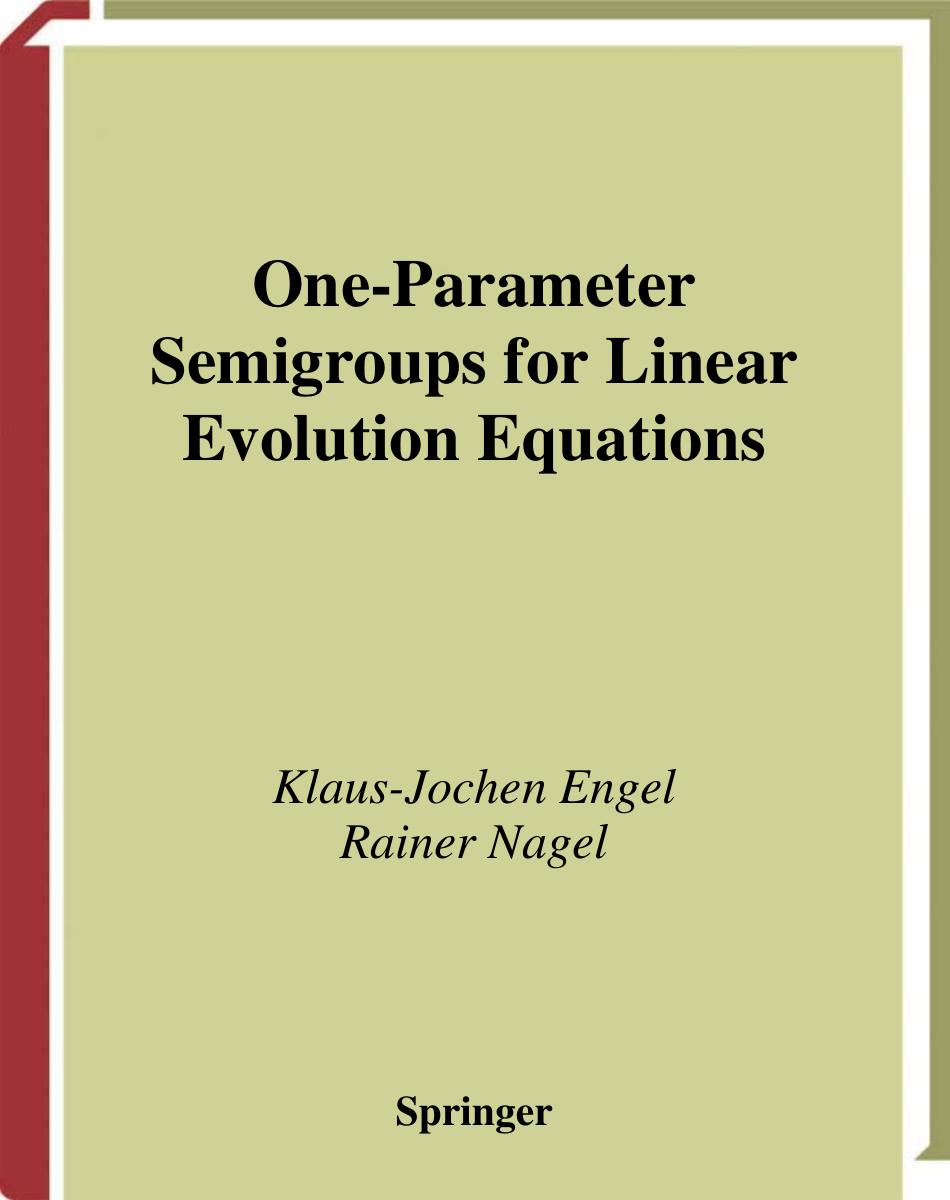 One-Parameter
Semigroups for Linear
Evolution Equations
Klaus-Jochen Engel
Rainer Nagel
Springer